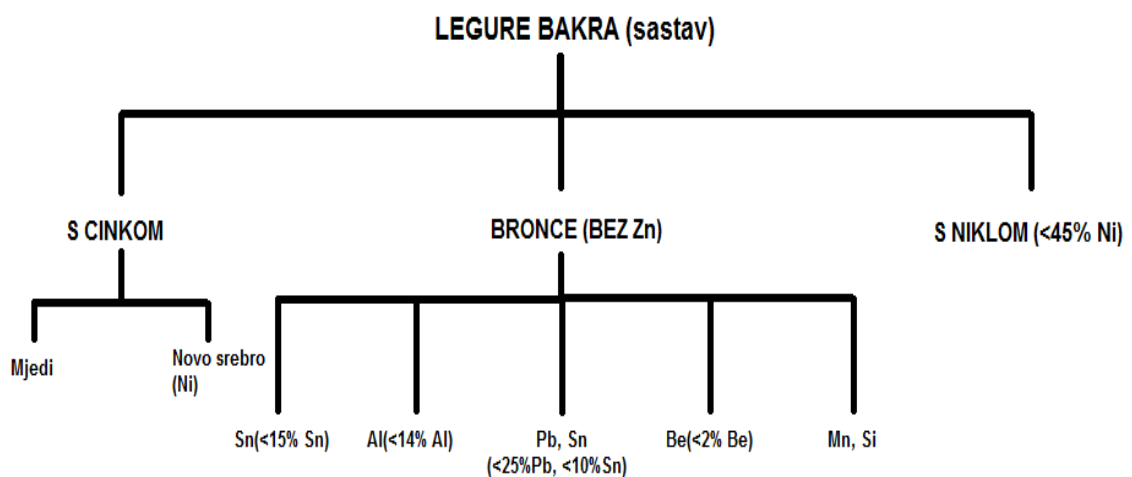 LEGURE BAKRA (sastav)
S CINKOM
BRONCE (BEZ Zn)
S NIKLOM (<45% Ni)
Mjedi
Novo srebro
(Ni)
Sn(<15% Sn)
Al(<14% Al)
Pb, Sn
(<25%Pb, <10%Sn)
Be(<2% Be)
Mn, Si